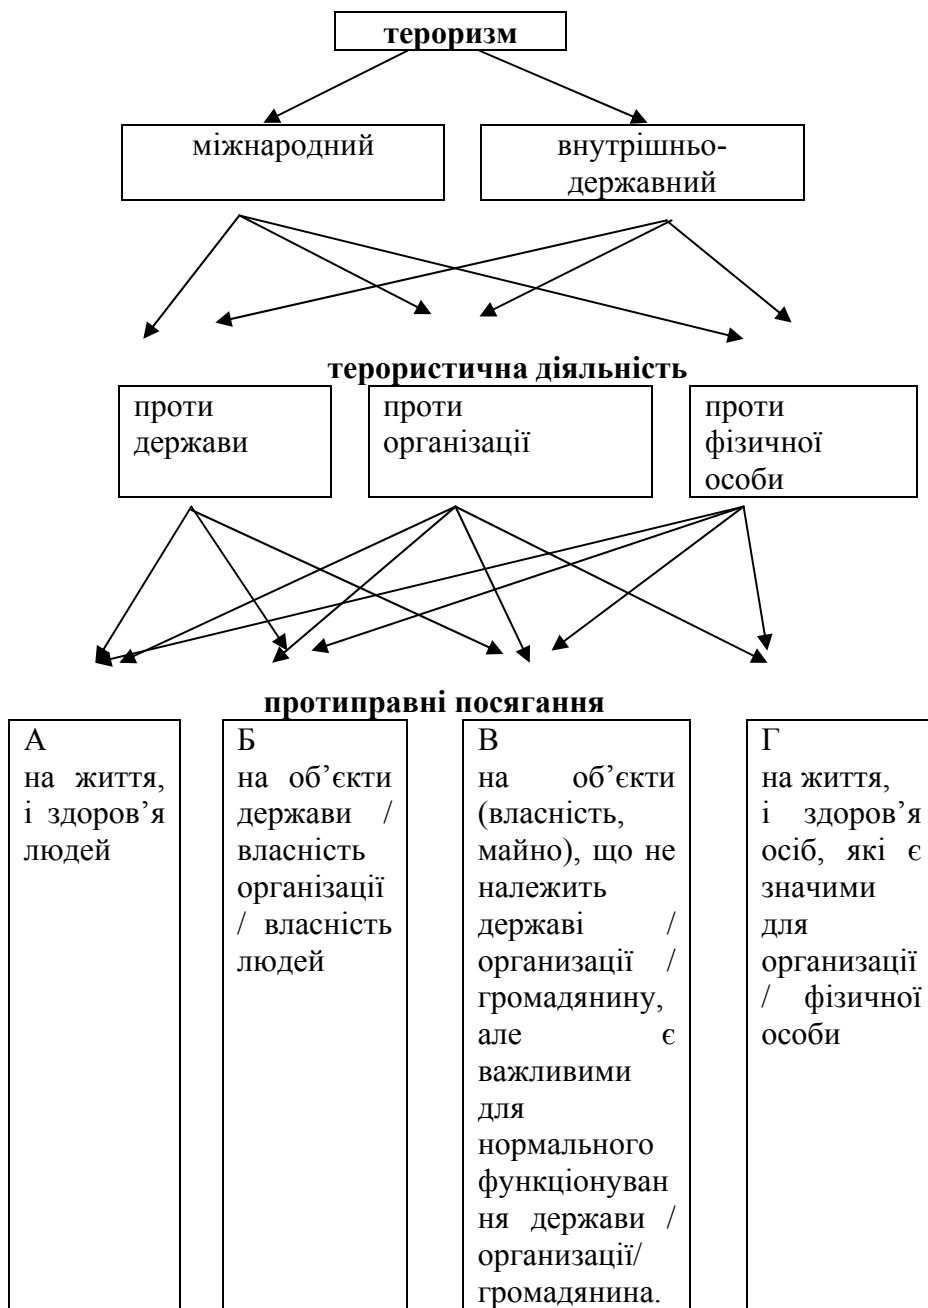 тероризм
міжнародний
внутрішньо-
державний
терористична діяльність
проти
держави
проти
організації
проти
фізичної
особи
протиправні посягання
А
на життя,
і здоров’я
людей
Б
на об’єкти
держави /
власність
організації
/ власність
людей
В
на об’єкти
(власність,
майно), що не
належить
державі /
организації /
громадянину,
але є
важливими
для
нормального
функціонуван
ня держави /
организації/
громадянина.
Г
на життя,
і здоров’я
осіб, які є
значими
для
организації
/ фізичної
особи